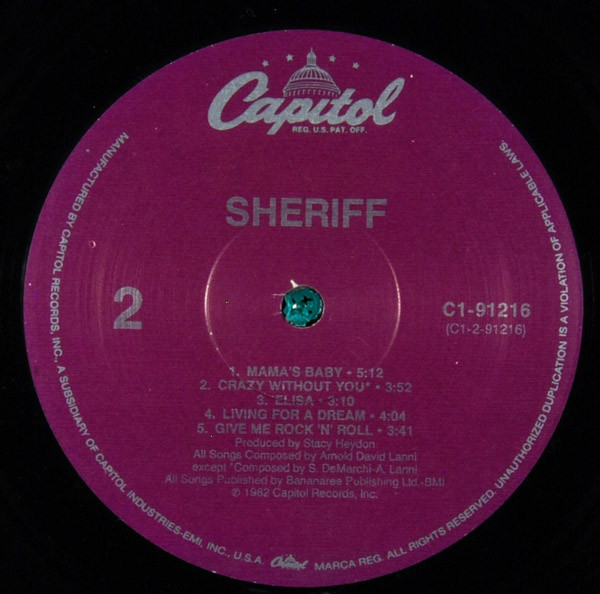 Capitol
REG. U.S. PAT. OFF.
SHERIFF
2
C1-91216
(C1-2-91216)
1. MAMA'S BABY • 5:12
2. CRAZY WITHOUT YOU* • 3:52
3. ELISA • 3:10
4. LIVING FOR A DREAM • 4:04
5. GIVE ME ROCK 'N' ROLL • 3:41
Produced by Stacy Heydon
All Songs Composed by Arnold David Lanni
except *Composed by S. DeMarchi-A. Lanni
All Songs Published by Bananaree Publishing Ltd.-BMI
© 1982 Capitol Records, Inc.
MANUFACTURED BY CAPITOL RECORDS, INC., A SUBSIDIARY OF CAPITOL INDUSTRIES-EMI, INC., U.S.A. Capitol MARCA REG. ALL RIGHTS RESERVED. UNAUTHORIZED DUPLICATION IS A VIOLATION OF APPLICABLE LAWS.